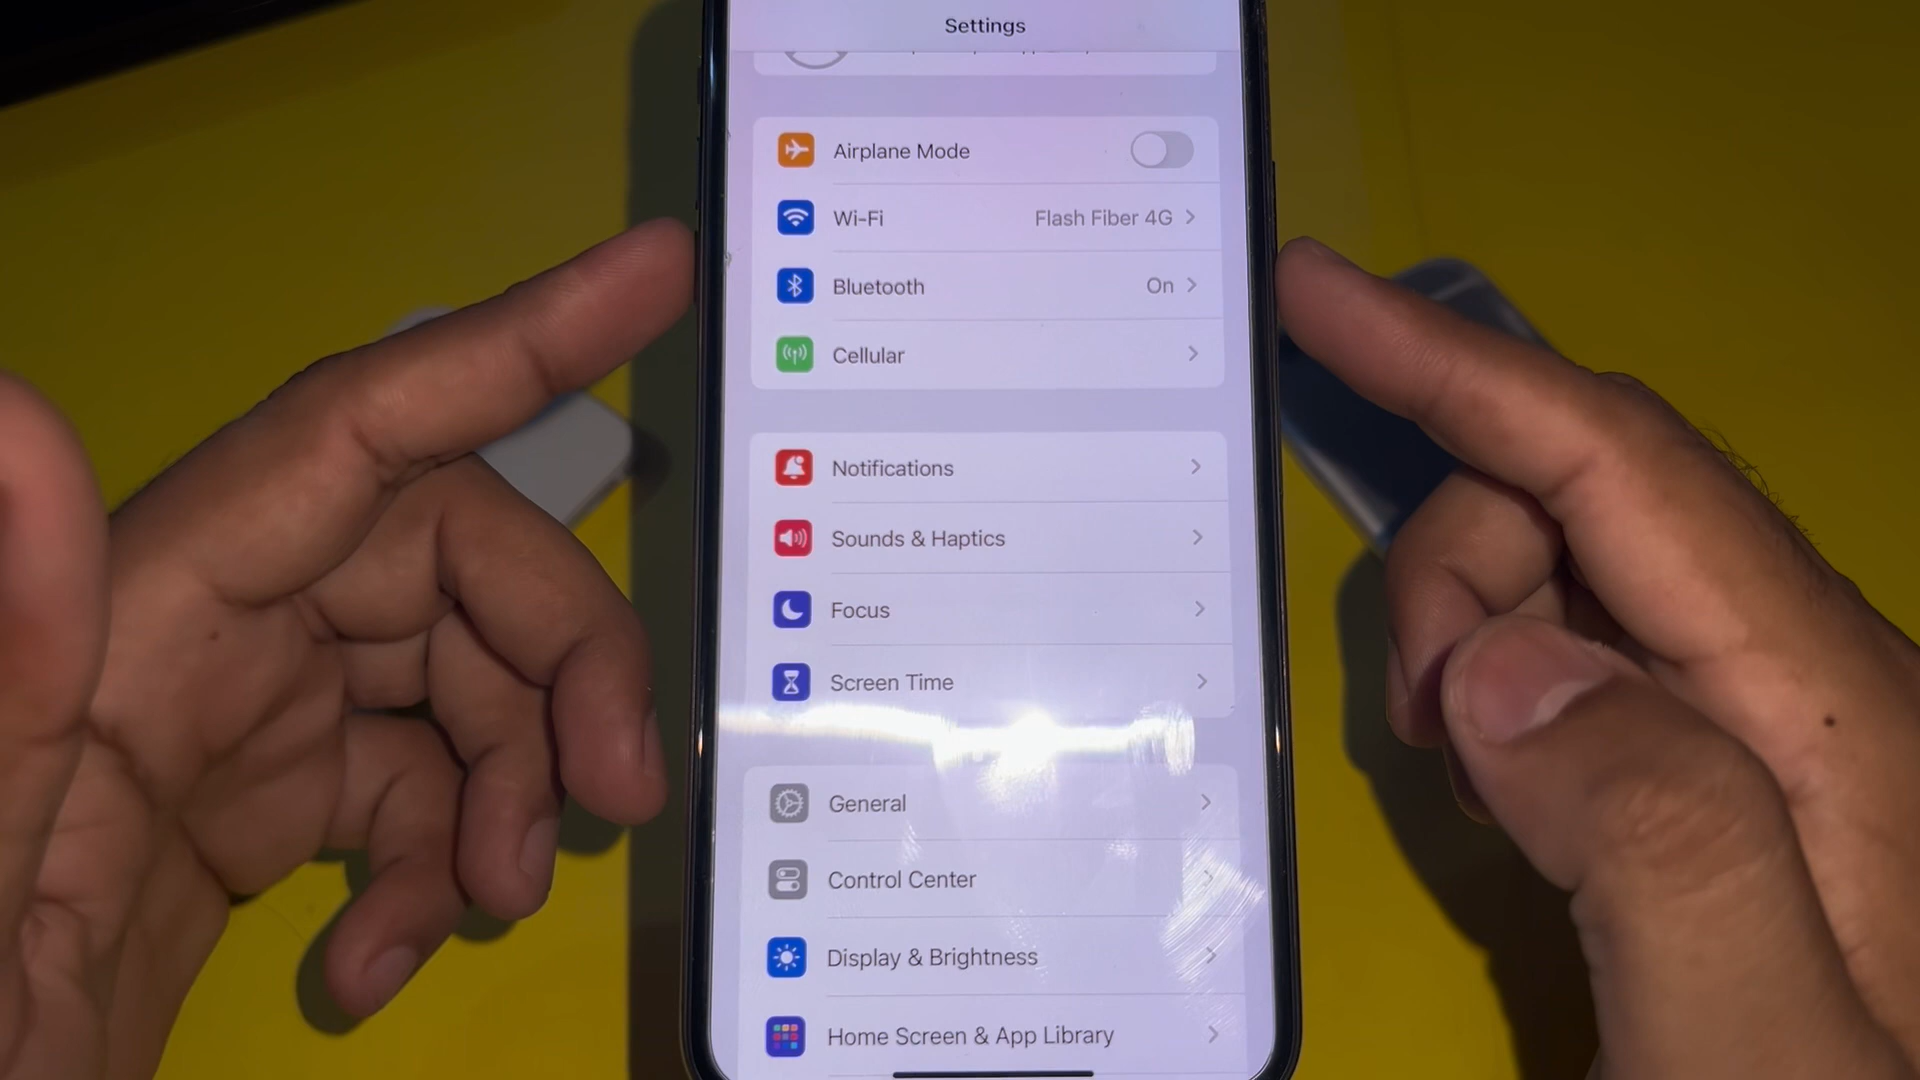 Settings
Airplane Mode
Wi-Fi Flash Fiber 4G
Bluetooth On
Cellular
Notifications
Sounds & Haptics
Focus
Screen Time
General
Control Center
Display & Brightness
Home Screen & App Library